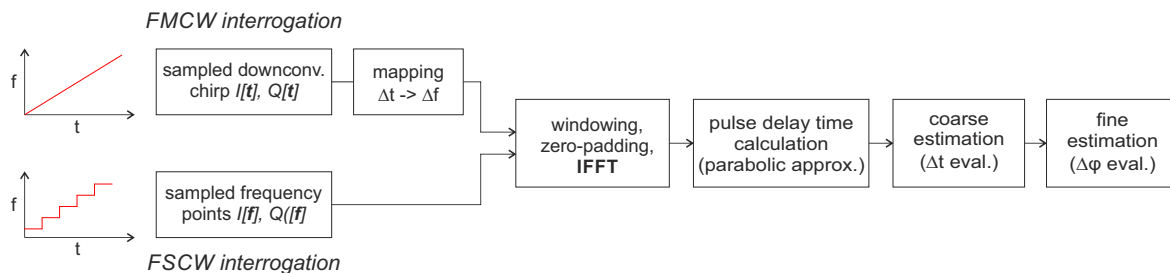 FMCW interrogation
f
t
sampled downconv.
chirp I[t], Q[t]
mapping
Δt -> Δf
windowing,
zero-padding,
IFFT
pulse delay time
calculation
(parabolic approx.)
coarse
estimation
(Δt eval.)
fine
estimation
(Δφ eval.)
f
t
sampled frequency
points I[f], Q([f]
FSCW interrogation